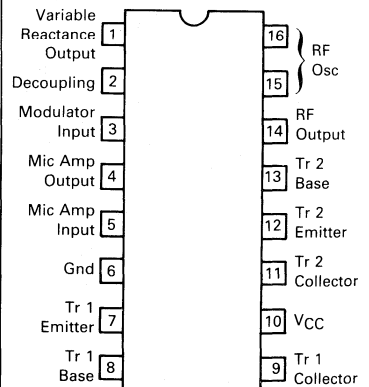 Variable
Reactance
Output
1
Decoupling
2
Modulator
Input
3
Mic Amp
Output
4
Mic Amp
Input
5
Gnd
6
Tr 1
Emitter
7
Tr 1
Base
8
16
15
RF
Osc
14
RF
Output
13
Tr 2
Base
12
Tr 2
Emitter
11
Tr 2
Collector
10
VCC
9
Tr 1
Collector